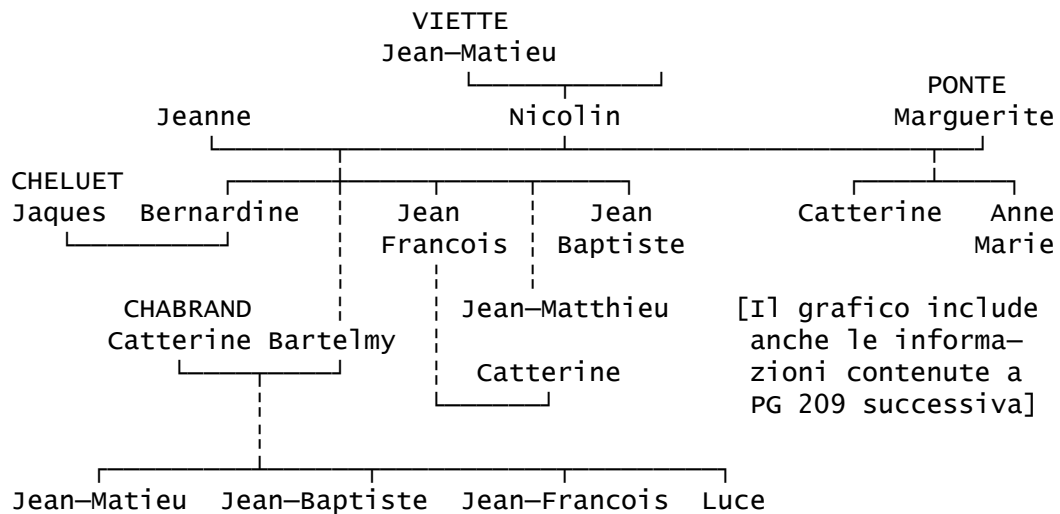 VIETTE
Jean—Matieu
PONTE
Jeanne Nicolin Marguerite
CHELUET
Jaques Bernardine Jean Jean Catterine Anne
Francois Baptiste Marie
CHABRAND Jean—Matthieu [Il grafico include
Catterine Bartelmy anche le informa—
Catterine zioni contenute a
PG 209 successiva]
Jean—Matieu Jean—Baptiste Jean—Francois Luce